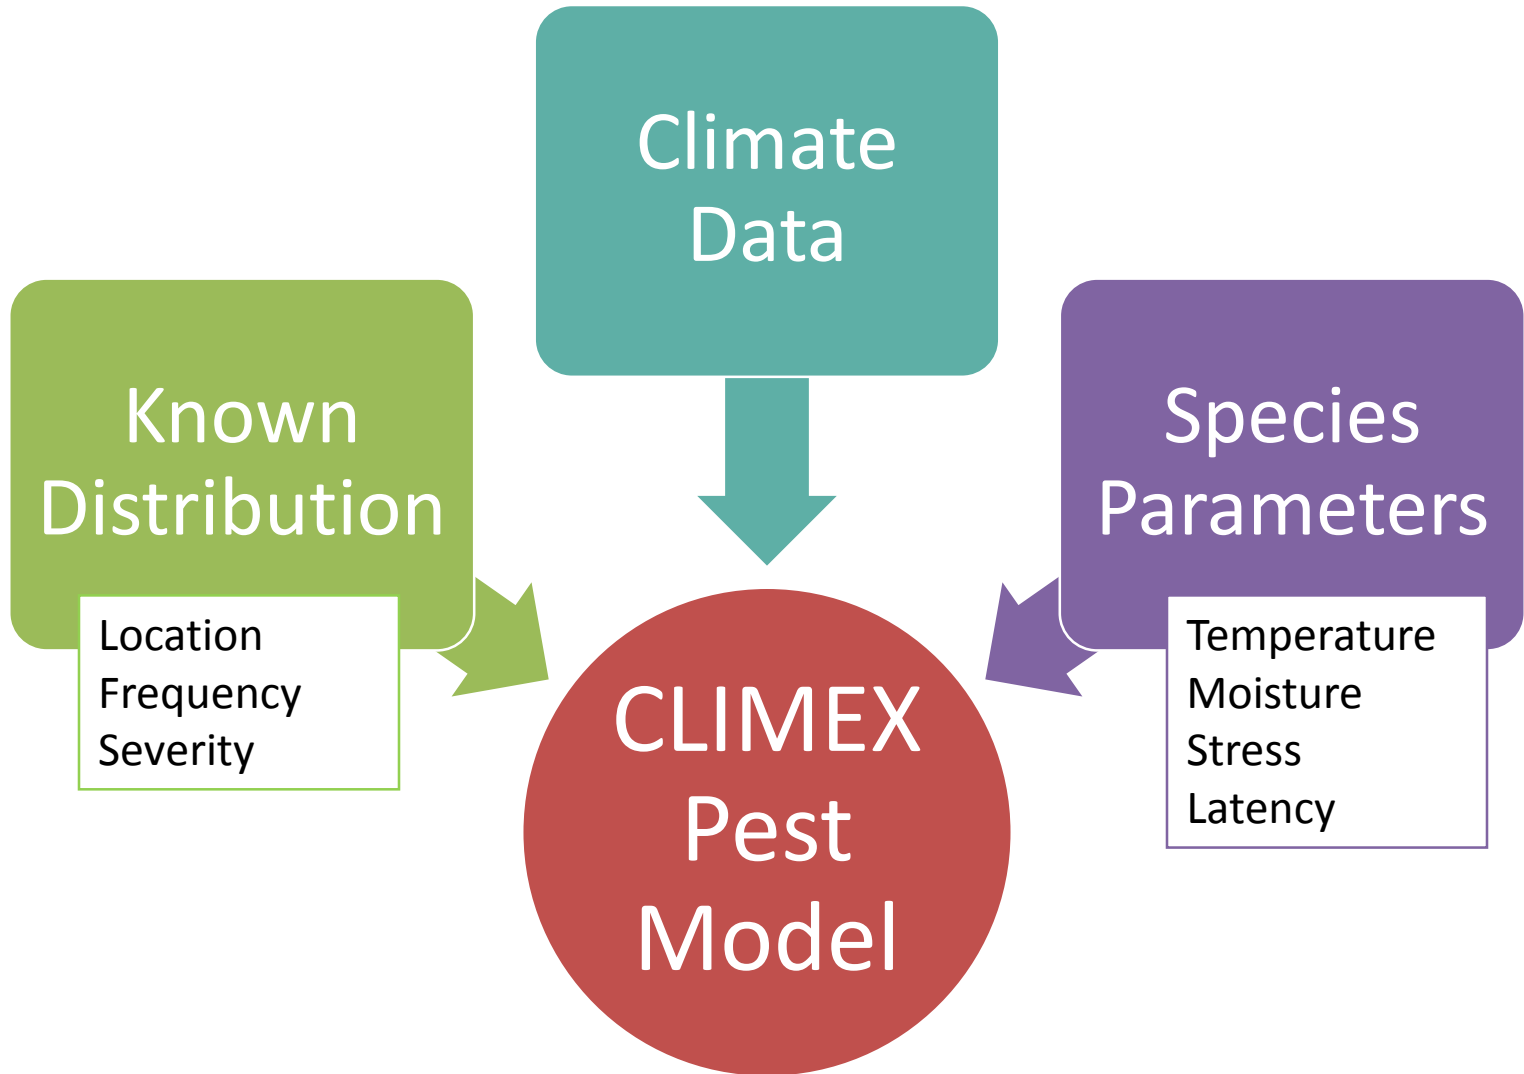 Climate
Data
Known
Distribution
Location
Frequency
Severity
Species
Parameters
Temperature
Moisture
Stress
Latency
CLIMEX
Pest
Model